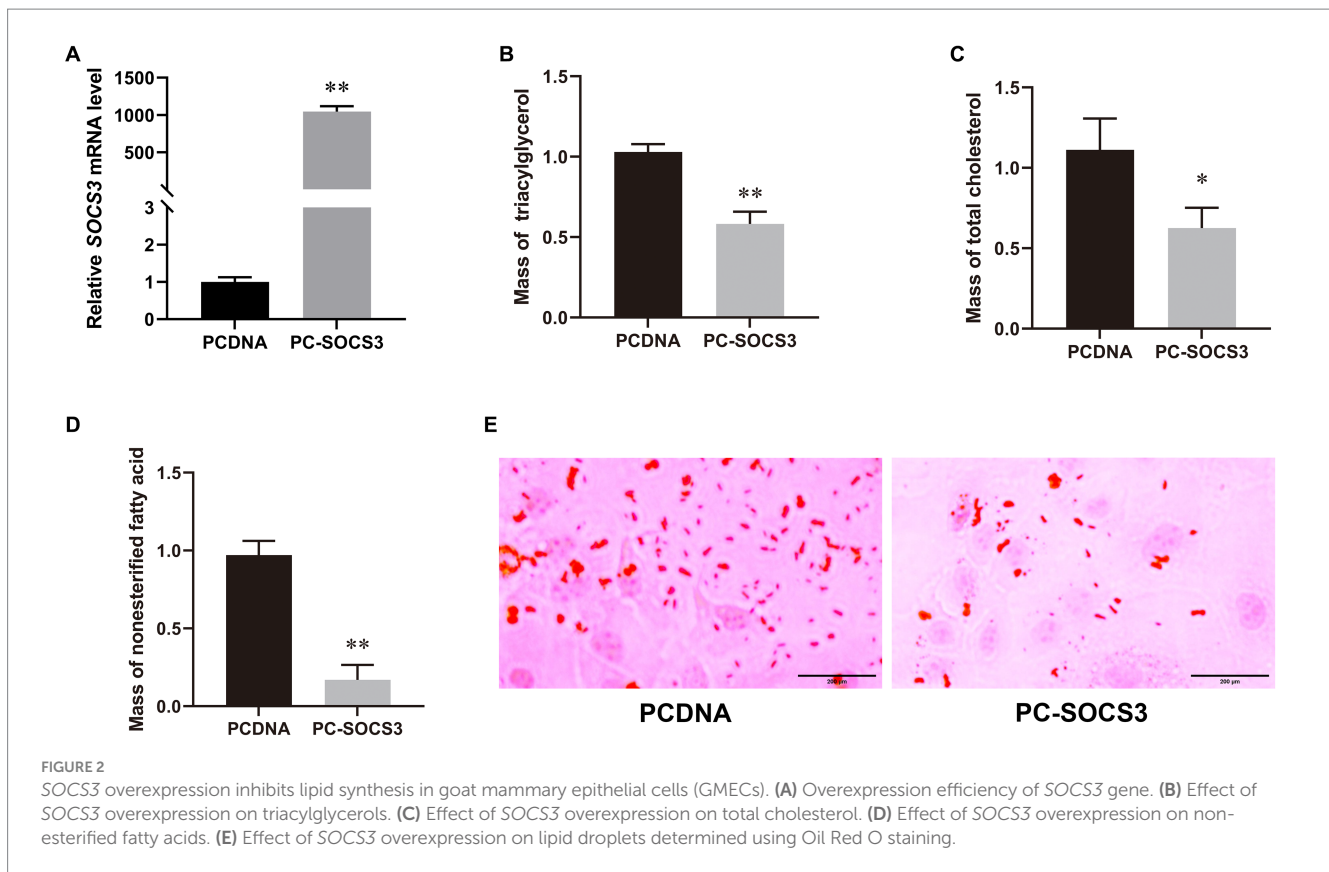 A
Relative SOCS3 mRNA level
1500
1000
500
3
2
1
0
**
PCDNA
PC-SOCS3
B
Mass of triacylglycerol
1.5
1.0
0.5
0.0
**
PCDNA
PC-SOCS3
C
Mass of total cholesterol
1.5
1.0
0.5
0.0
*
PCDNA
PC-SOCS3
D
Mass of nonesterified fatty acid
1.5
1.0
0.5
0.0
**
PCDNA
PC-SOCS3
E
200 μm
200 μm
PCDNA
PC-SOCS3
FIGURE 2
SOCS3 overexpression inhibits lipid synthesis in goat mammary epithelial cells (GMECs). (A) Overexpression efficiency of SOCS3 gene. (B) Effect of
SOCS3 overexpression on triacylglycerols. (C) Effect of SOCS3 overexpression on total cholesterol. (D) Effect of SOCS3 overexpression on non-
esterified fatty acids. (E) Effect of SOCS3 overexpression on lipid droplets determined using Oil Red O staining.